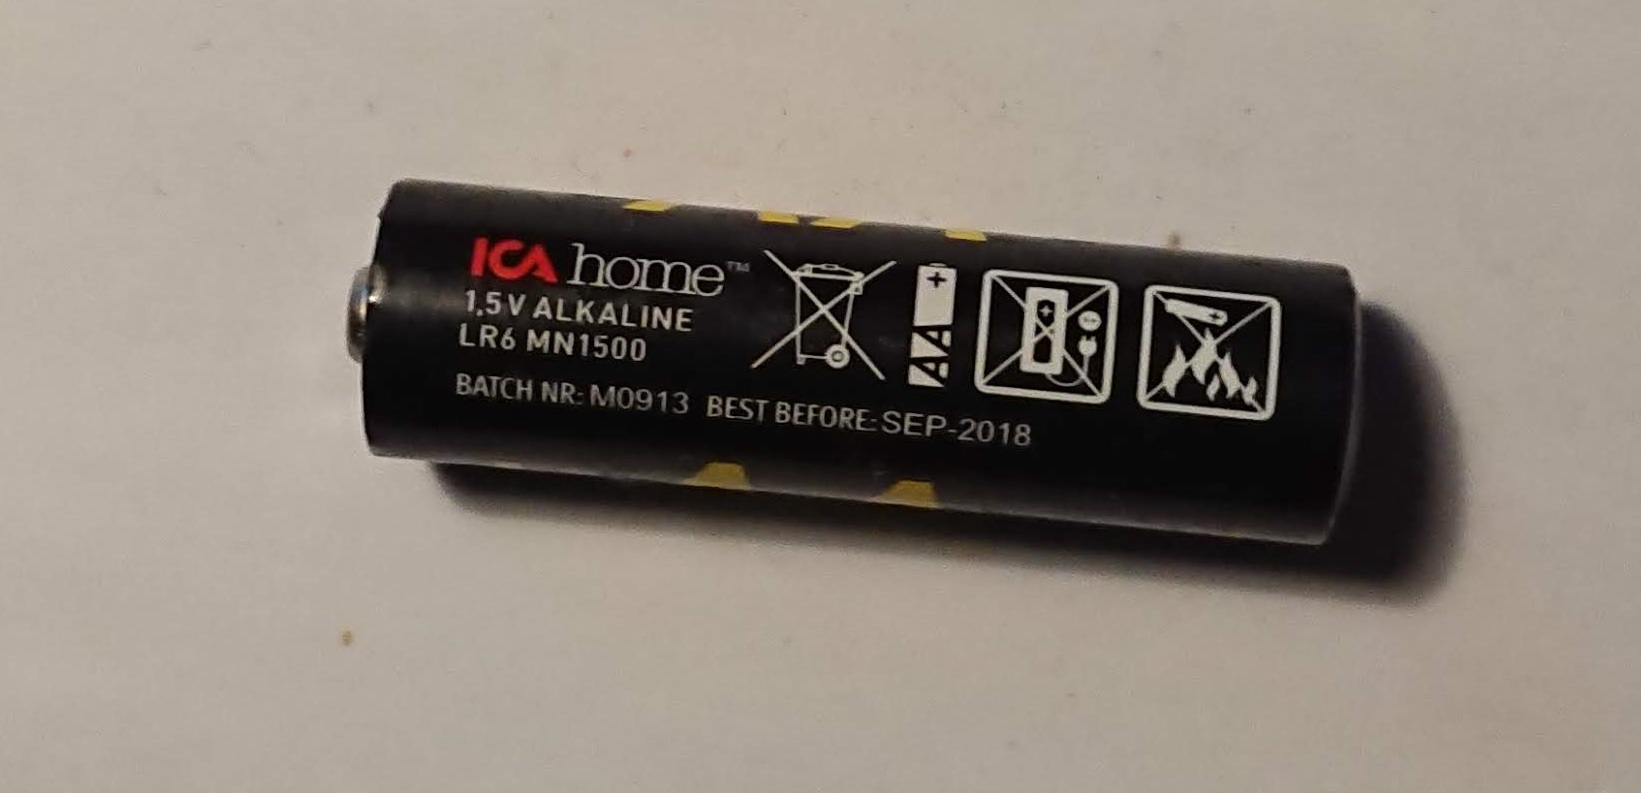 ICA home™
1,5V ALKALINE
LR6 MN1500
BATCH NR: M0913 BEST BEFORE: SEP-2018
AA